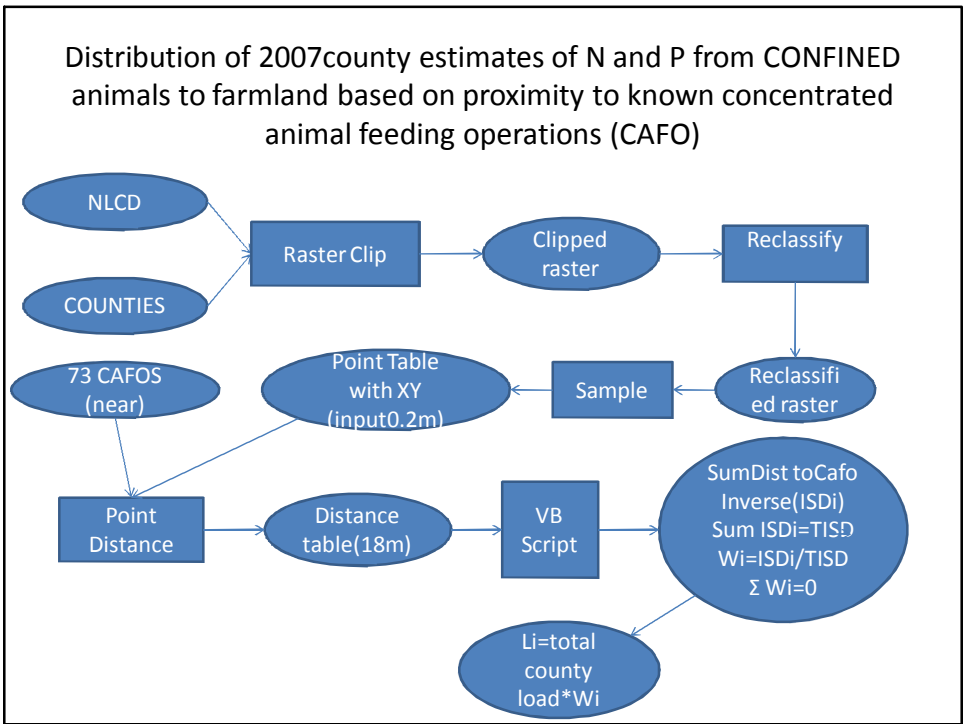 Distribution of 2007county estimates of N and P from CONFINED
animals to farmland based on proximity to known concentrated
animal feeding operations (CAFO)
NLCD
COUNTIES
Raster Clip
Clipped
raster
Reclassify
Reclassifi
ed raster
Sample
Point Table
with XY
(input0.2m)
73 CAFOS
(near)
Point
Distance
Distance
table(18m)
VB
Script
SumDist toCafo
Inverse(ISDi)
Sum ISDi=TISD
Wi=ISDi/TISD
Σ Wi=0
Li=total
county
load*Wi